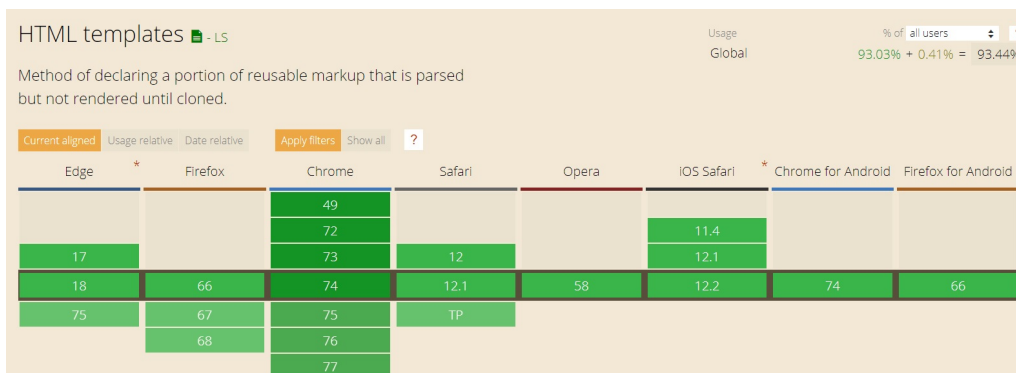 HTML templates - LS
Usage % of all users
Global 93.03% + 0.41% = 93.44%
Method of declaring a portion of reusable markup that is parsed
but not rendered until cloned.
Current aligned Usage relative Date relative Apply filters Show all ?
Edge * Firefox Chrome Safari Opera iOS Safari * Chrome for Android Firefox for Android
49
72 11.4
17 73 12 12.1
18 66 74 12.1 58 12.2 74 66
75 67 75 TP
68 76
77